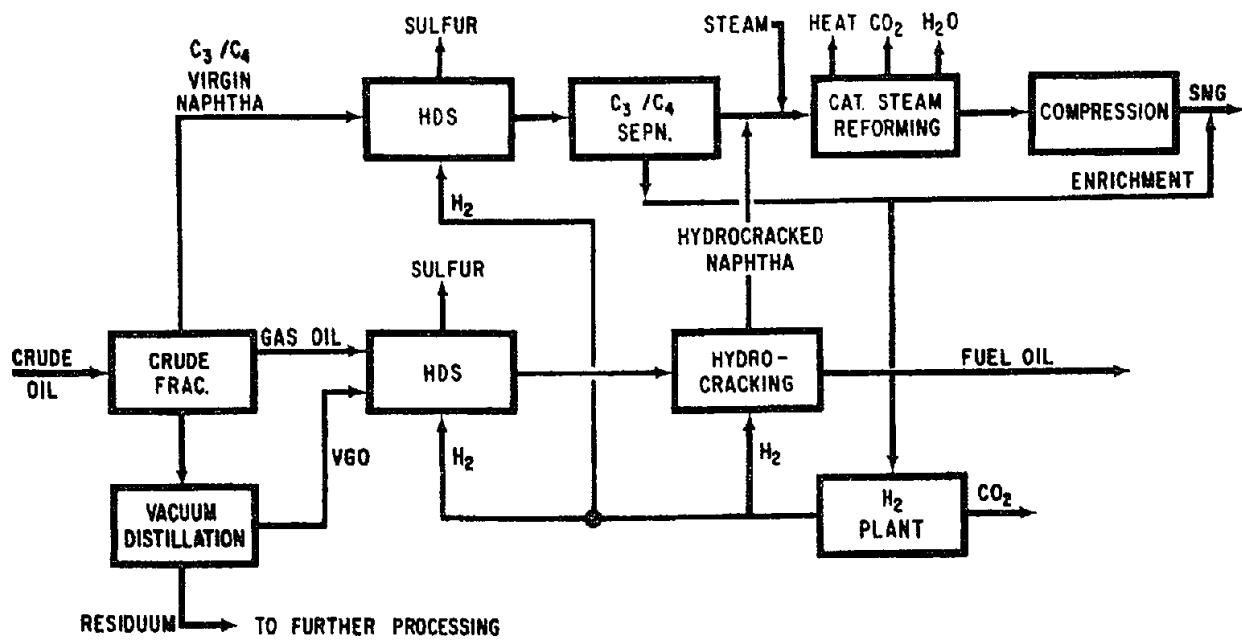 SULFUR
STEAM
HEAT CO₂ H₂O
C₃/C₄
VIRGIN
NAPHTHA
HDS
C₃/C₄
SEPN.
CAT. STEAM
REFORMING
COMPRESSION
SNG
ENRICHMENT
H₂
HYDROCRACKED
NAPHTHA
SULFUR
CRUDE
OIL
CRUDE
FRAC.
GAS OIL
HDS
HYDRO-
CRACKING
FUEL OIL
VGO
H₂
H₂
VACUUM
DISTILLATION
H₂
PLANT
CO₂
RESIDUUM
TO FURTHER PROCESSING